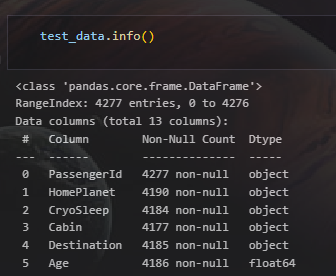 test_data.info()
<class 'pandas.core.frame.DataFrame'>
RangeIndex: 4277 entries, 0 to 4276
Data columns (total 13 columns):
 #   Column       Non-Null Count  Dtype
---  ------       --------------  -----
 0   PassengerId  4277 non-null   object
 1   HomePlanet   4190 non-null   object
 2   CryoSleep    4184 non-null   object
 3   Cabin        4177 non-null   object
 4   Destination  4185 non-null   object
 5   Age          4186 non-null   float64